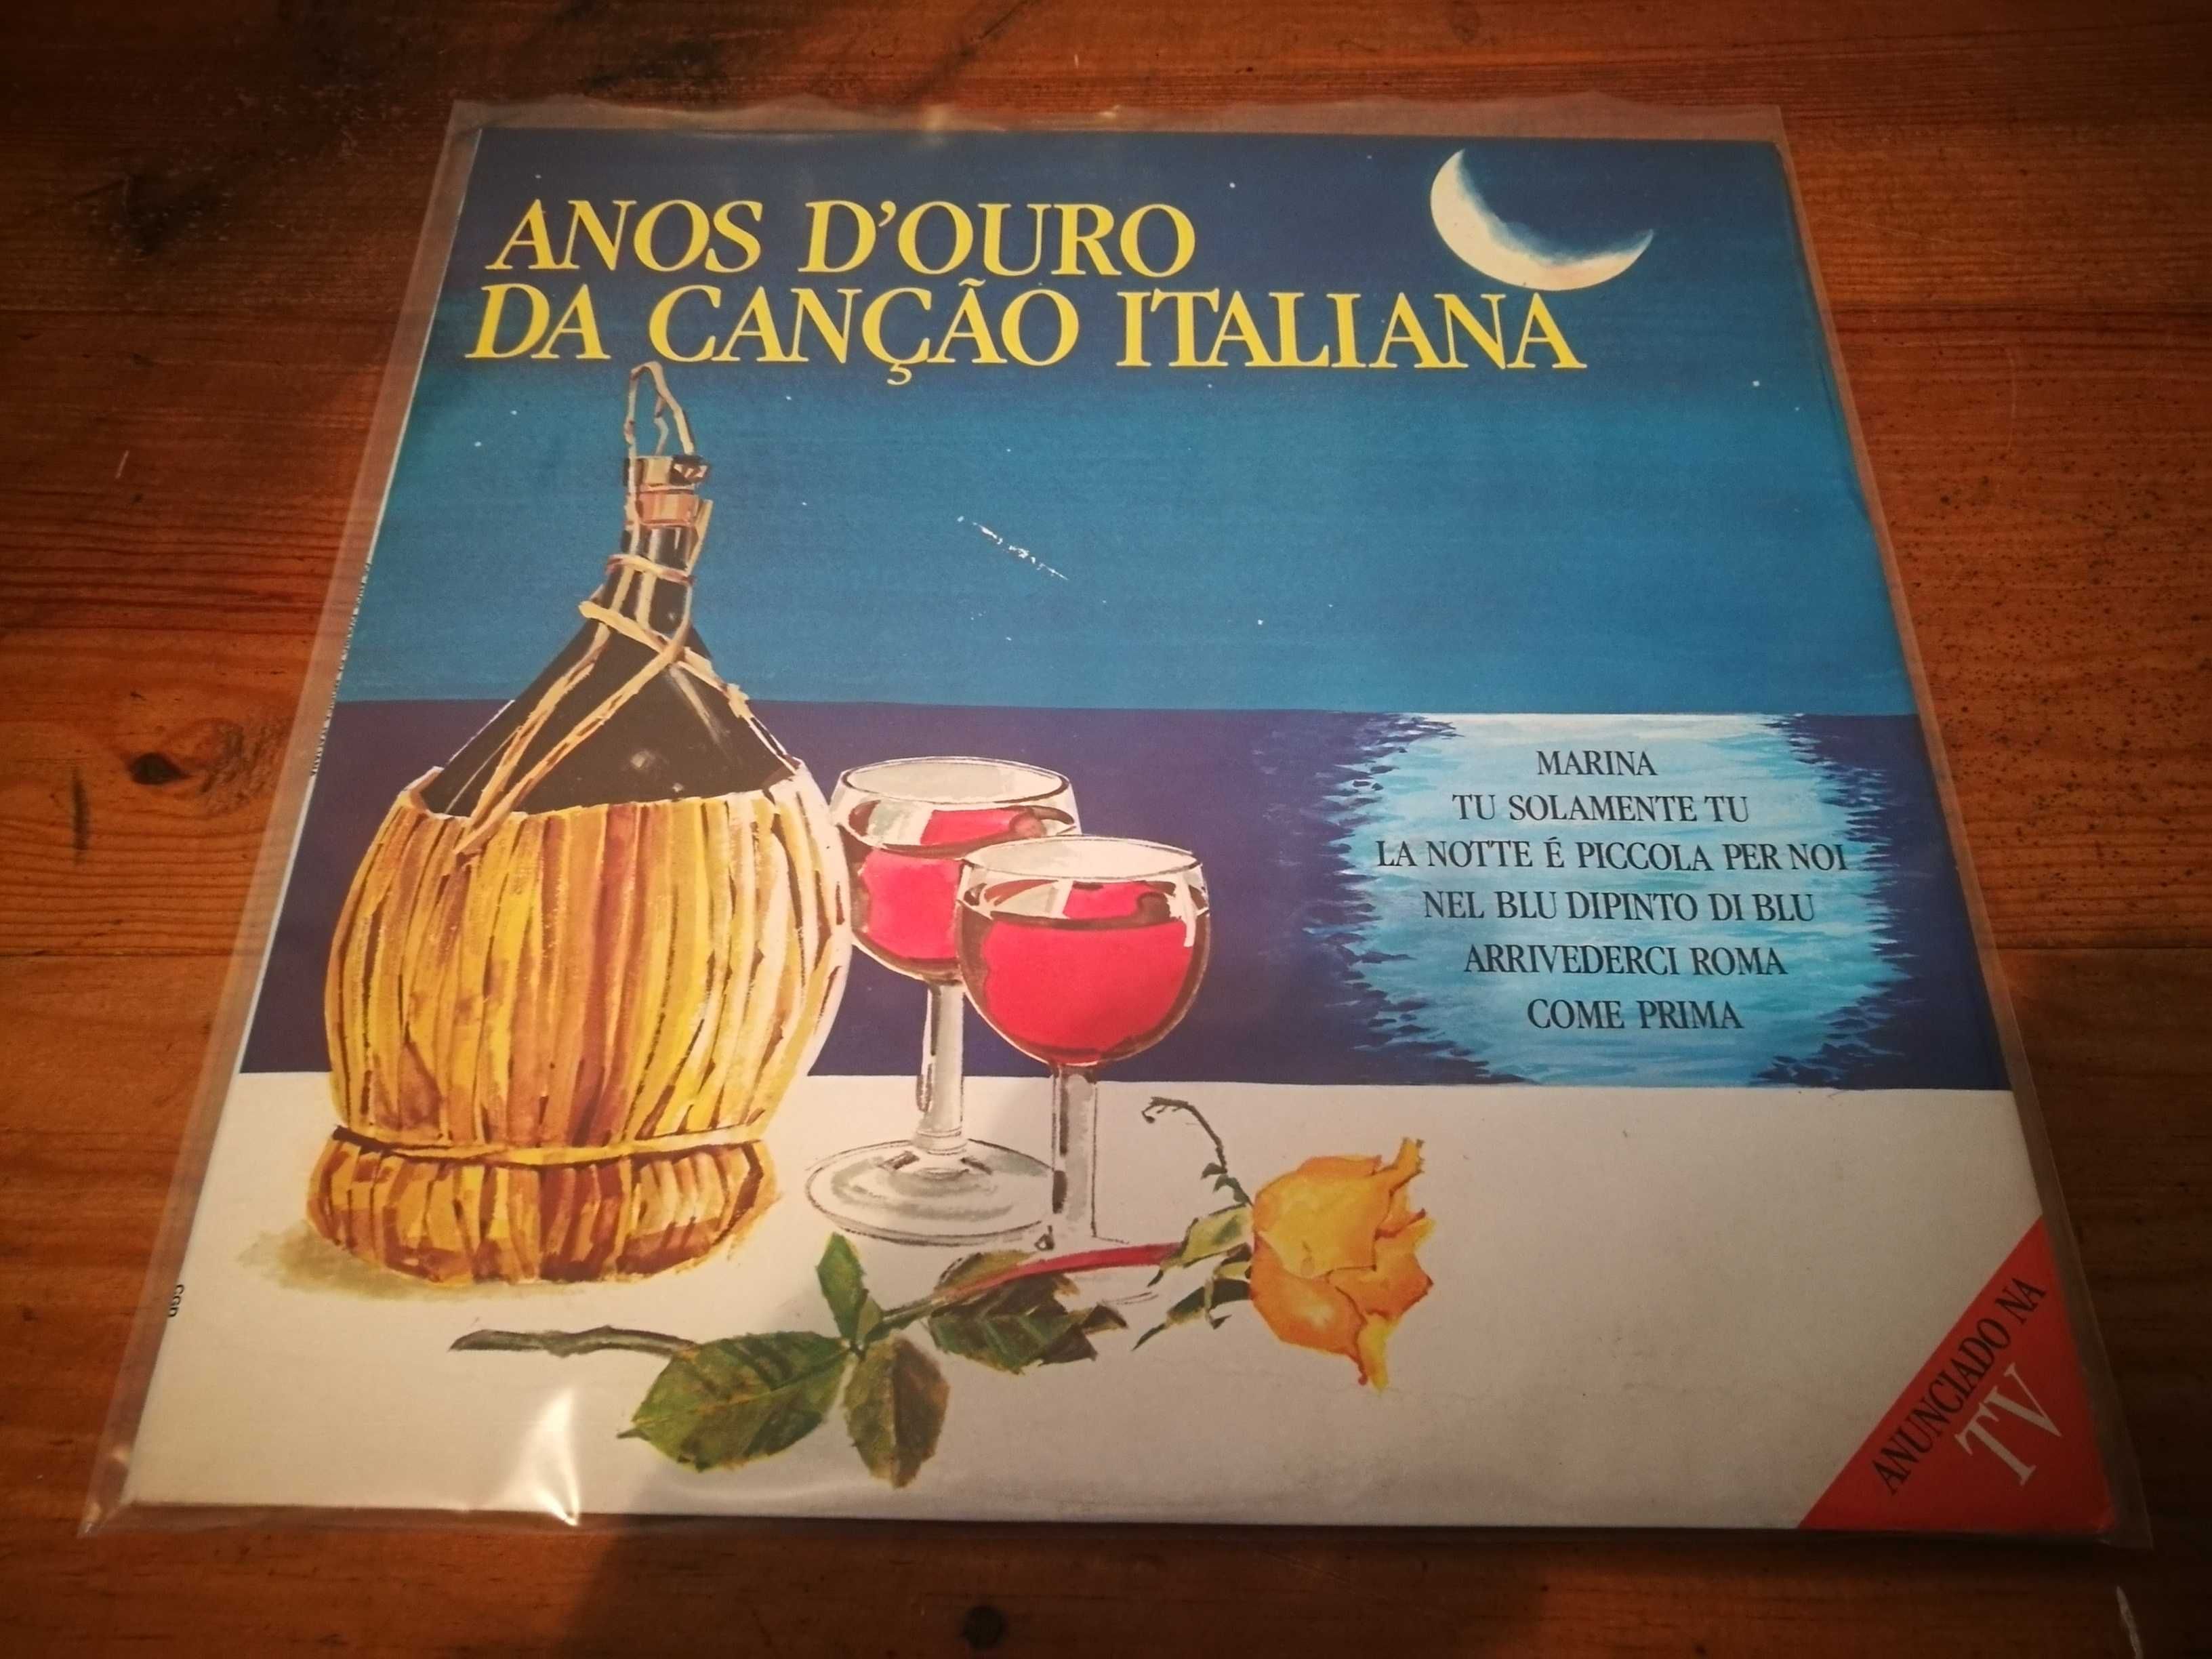 ANOS D'OURO
DA CANÇÃO ITALIANA
MARINA
TU SOLAMENTE TU
LA NOTTE É PICCOLA PER NOI
NEL BLU DIPINTO DI BLU
ARRIVEDERCI ROMA
COME PRIMA
ANUNCIADO NA
TV